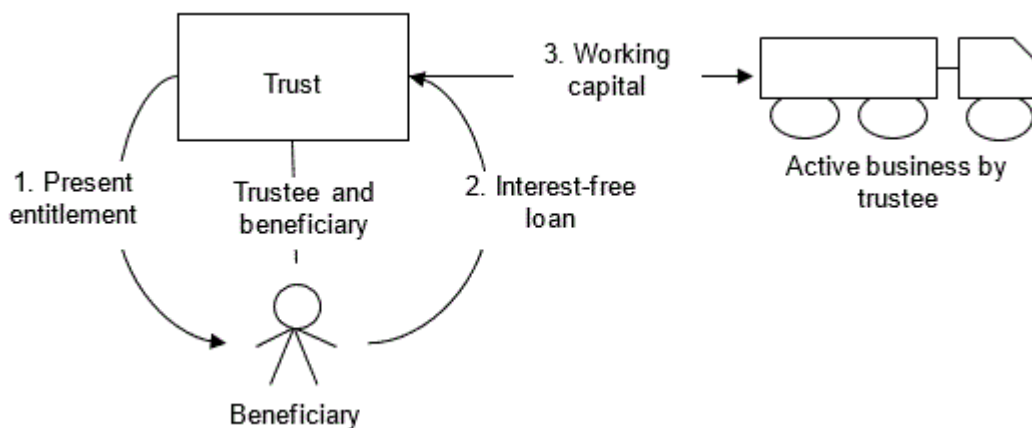 Trust
3. Working
capital
1. Present
entitlement
Trustee and
beneficiary
2. Interest-free
loan
Active business by
trustee
Beneficiary